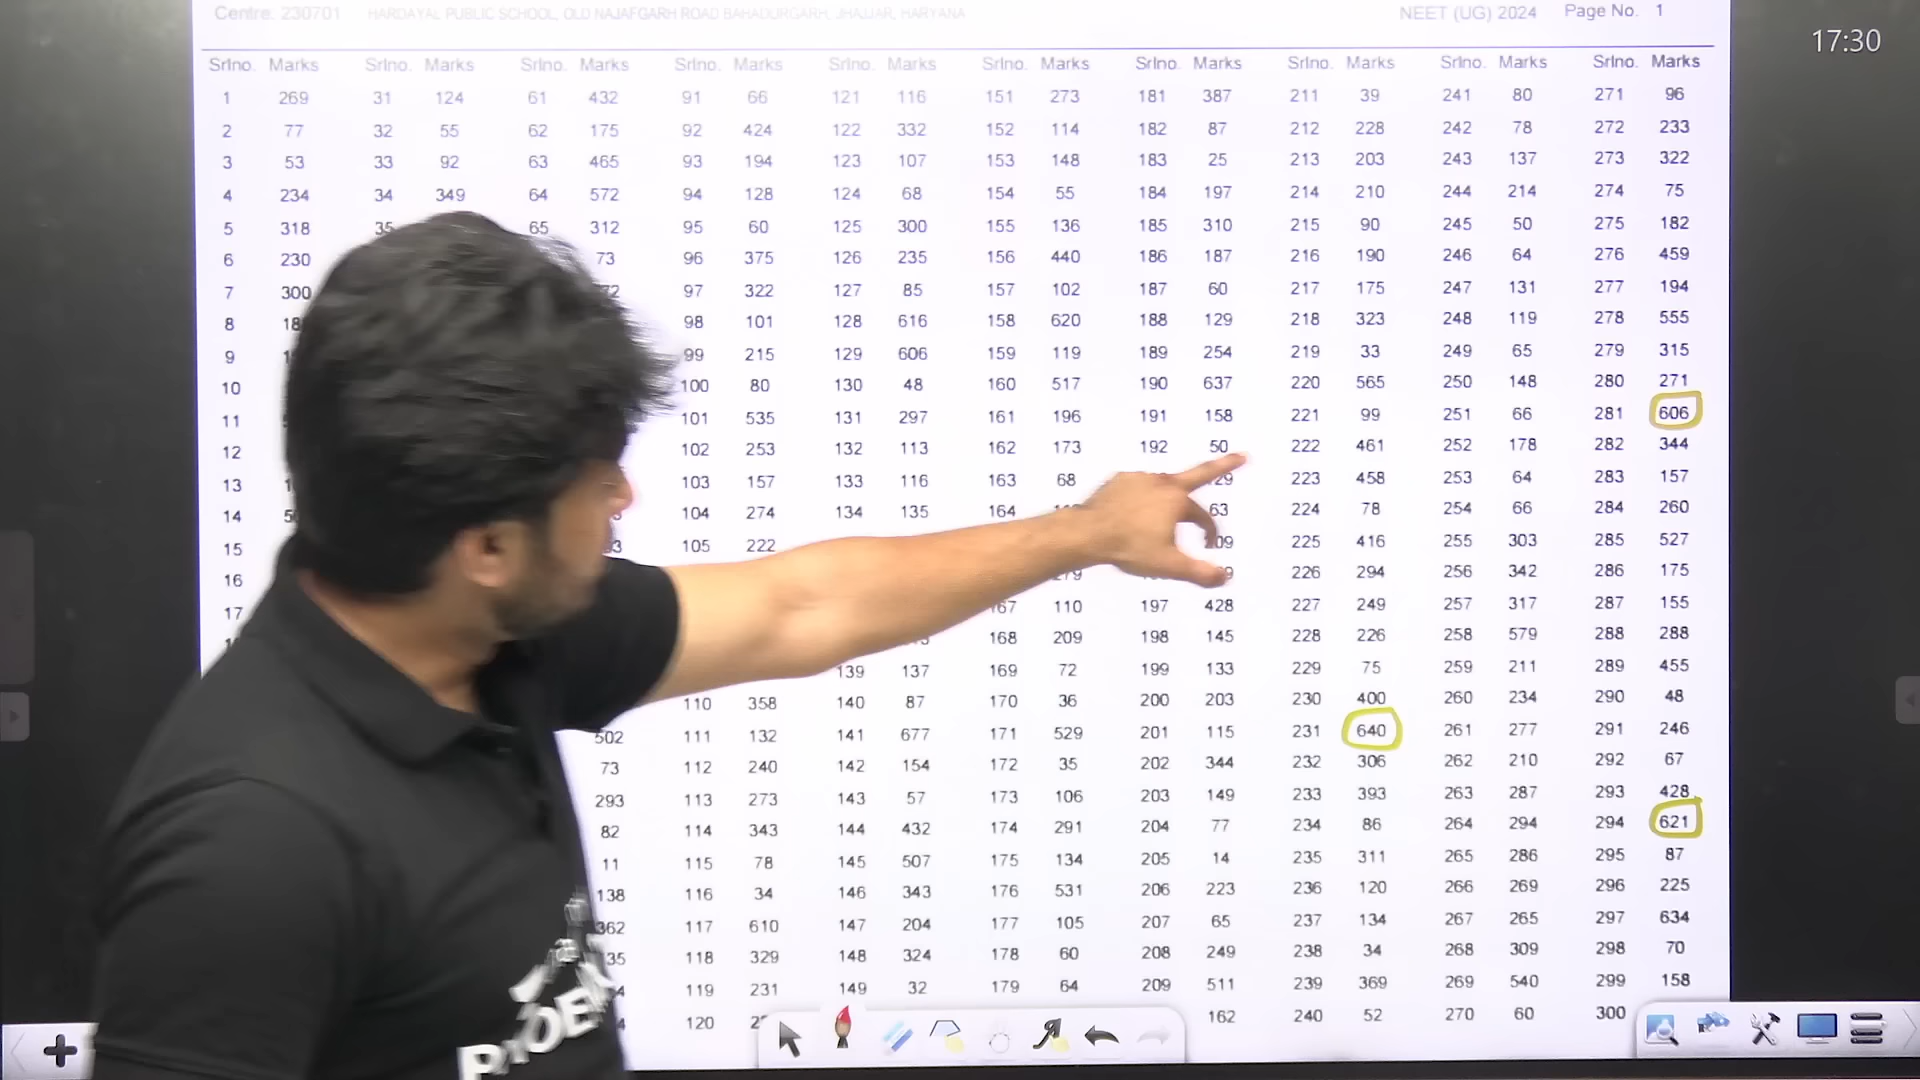 Centre: 230701 HARDAYAL PUBLIC SCHOOL, OLD NAJAFGARH ROAD BAHADURGARH, JHAJJAR, HARYANA NEET (UG) 2024 Page No. 1
17:30
Srlno. Marks Srlno. Marks Srlno. Marks Srlno. Marks Srlno. Marks Srlno. Marks Srlno. Marks Srlno. Marks Srlno. Marks Srlno. Marks
1 269 31 124 61 432 91 66 121 116 151 273 181 387 211 39 241 80 271 96
2 77 32 55 62 175 92 424 122 332 152 114 182 87 212 228 242 78 272 233
3 53 33 92 63 465 93 194 123 107 153 148 183 25 213 203 243 137 273 322
4 234 34 349 64 572 94 128 124 68 154 55 184 197 214 210 244 214 274 75
5 318 35 65 312 95 60 125 300 155 136 185 310 215 90 245 50 275 182
6 230 73 96 375 126 235 156 440 186 187 216 190 246 64 276 459
7 300 97 322 127 85 157 102 187 60 217 175 247 131 277 194
8 98 101 128 616 158 620 188 129 218 323 248 119 278 555
9 99 215 129 606 159 119 189 254 219 33 249 65 279 315
10 100 80 130 48 160 517 190 637 220 565 250 148 280 271
11 101 535 131 297 161 196 191 158 221 99 251 66 281 606
12 102 253 132 113 162 173 192 50 222 461 252 178 282 344
13 103 157 133 116 163 68 223 458 253 64 283 157
14 104 274 134 135 164 63 224 78 254 66 284 260
15 105 222 225 416 255 303 285 527
16 226 294 256 342 286 175
17 167 110 197 428 227 249 257 317 287 155
168 209 198 145 228 226 258 579 288 288
139 137 169 72 199 133 229 75 259 211 289 455
110 358 140 87 170 36 200 203 230 400 260 234 290 48
502 111 132 141 677 171 529 201 115 231 640 261 277 291 246
73 112 240 142 154 172 35 202 344 232 306 262 210 292 67
293 113 273 143 57 173 106 203 149 233 393 263 287 293 428
82 114 343 144 432 174 291 204 77 234 86 264 294 294 621
11 115 78 145 507 175 134 205 14 235 311 265 286 295 87
138 116 34 146 343 176 531 206 223 236 120 266 269 296 225
362 117 610 147 204 177 105 207 65 237 134 267 265 297 634
118 329 148 324 178 60 208 249 238 34 268 309 298 70
119 231 149 32 179 64 209 511 239 369 269 540 299 158
120 162 240 52 270 60 300